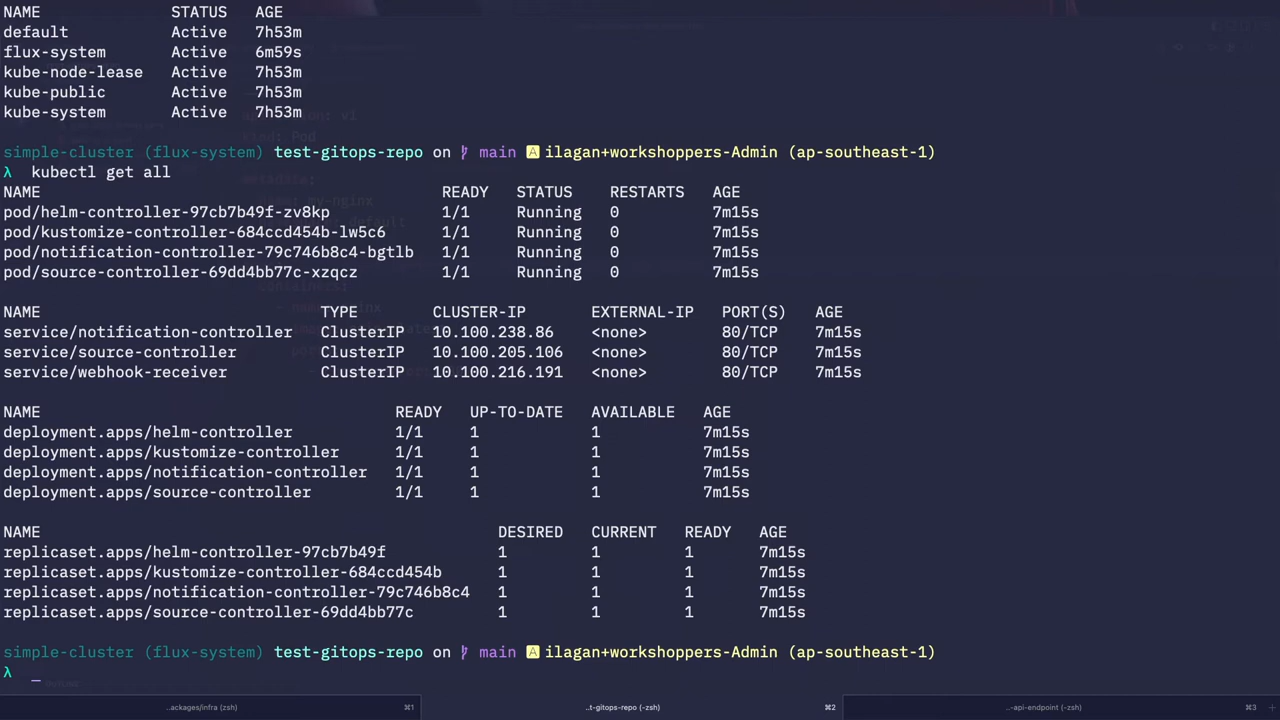 NAME STATUS AGE
default Active 7h53m
flux-system Active 6m59s
kube-node-lease Active 7h53m
kube-public Active 7h53m
kube-system Active 7h53m
simple-cluster (flux-system) test-gitops-repo on main A ilagan+workshoppers-Admin (ap-southeast-1)
λ kubectl get all
NAME READY STATUS RESTARTS AGE
pod/helm-controller-97cb7b49f-zv8kp 1/1 Running 0 7m15s
pod/kustomize-controller-684ccd454b-lw5c6 1/1 Running 0 7m15s
pod/notification-controller-79c746b8c4-bgtlb 1/1 Running 0 7m15s
pod/source-controller-69dd4bb77c-xzqcz 1/1 Running 0 7m15s
NAME TYPE CLUSTER-IP EXTERNAL-IP PORT(S) AGE
service/notification-controller ClusterIP 10.100.238.86 <none> 80/TCP 7m15s
service/source-controller ClusterIP 10.100.205.106 <none> 80/TCP 7m15s
service/webhook-receiver ClusterIP 10.100.216.191 <none> 80/TCP 7m15s
NAME READY UP-TO-DATE AVAILABLE AGE
deployment.apps/helm-controller 1/1 1 1 7m15s
deployment.apps/kustomize-controller 1/1 1 1 7m15s
deployment.apps/notification-controller 1/1 1 1 7m15s
deployment.apps/source-controller 1/1 1 1 7m15s
NAME DESIRED CURRENT READY AGE
replicaset.apps/helm-controller-97cb7b49f 1 1 1 7m15s
replicaset.apps/kustomize-controller-684ccd454b 1 1 1 7m15s
replicaset.apps/notification-controller-79c746b8c4 1 1 1 7m15s
replicaset.apps/source-controller-69dd4bb77c 1 1 1 7m15s
simple-cluster (flux-system) test-gitops-repo on main A ilagan+workshoppers-Admin (ap-southeast-1)
λ
..ackages/infra (zsh) ⌘1 ..t-gitops-repo (-zsh) ⌘2 ..-api-endpoint (-zsh) ⌘3